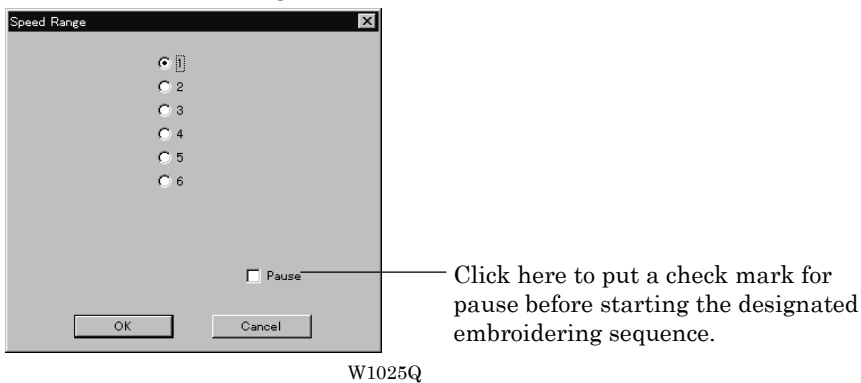 Speed Range
1
2
3
4
5
6
Pause
Click here to put a check mark for
pause before starting the designated
embroidering sequence.
OK
Cancel
W1025Q